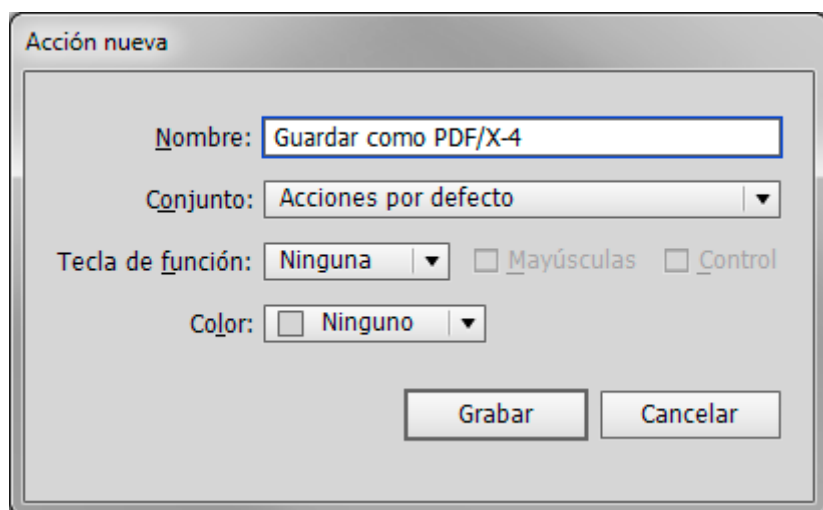 Acción nueva
Nombre: Guardar como PDF/X-4
Conjunto: Acciones por defecto
Tecla de función: Ninguna Mayúsculas Control
Color: Ninguno
Grabar Cancelar